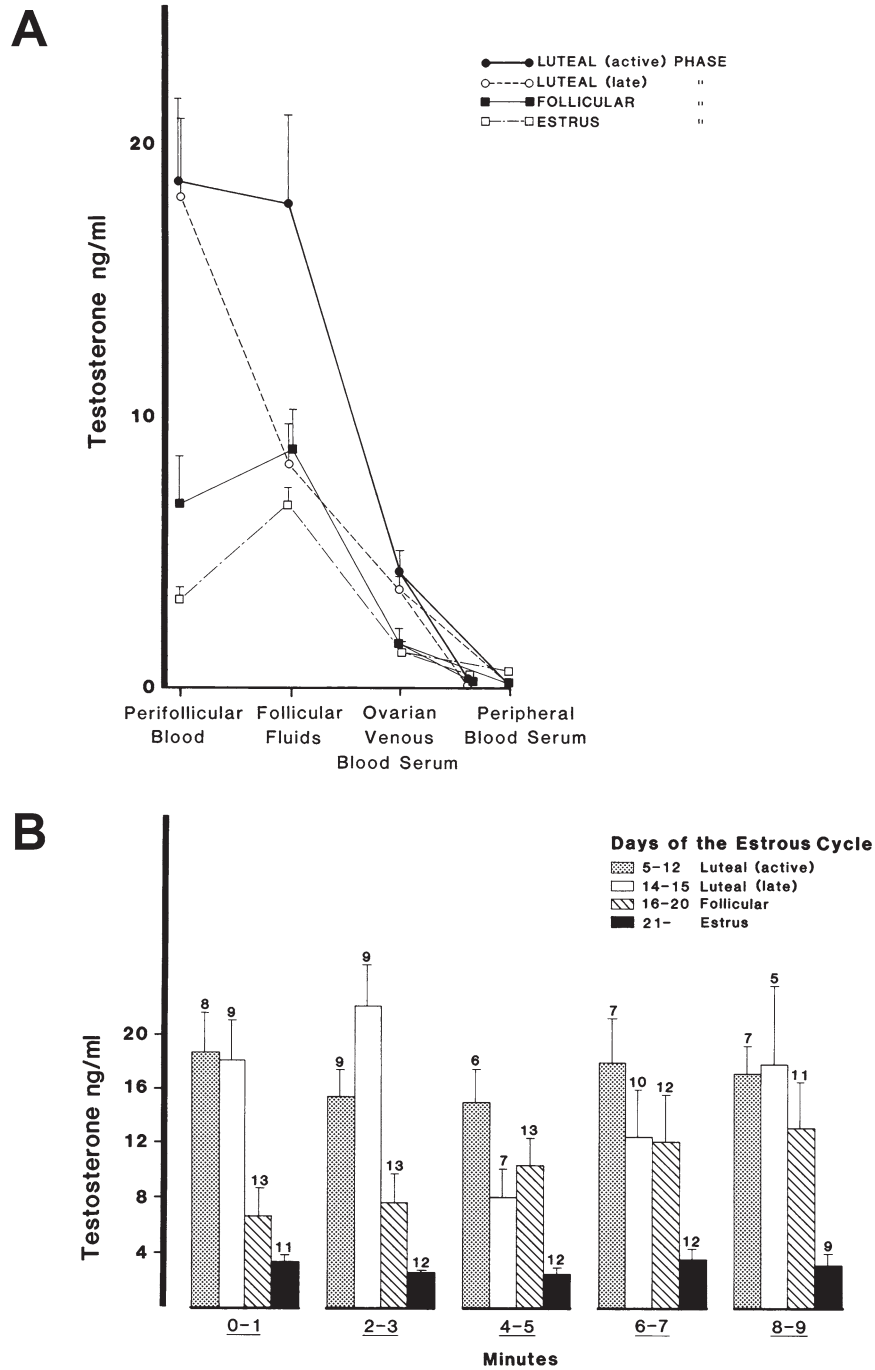 A
LUTEAL (active) PHASE
LUTEAL (late) "
FOLLICULAR "
ESTRUS "
20
10
0
Testosterone ng/ml
Perifollicular Blood
Follicular Fluids
Ovarian Venous Blood Serum
Peripheral Blood Serum
B
Days of the Estrous Cycle
5-12 Luteal (active)
14-15 Luteal (late)
16-20 Follicular
21- Estrus
Testosterone ng/ml
20
16
12
8
4
8 9 13 11
9 9 13 12
6 7 13 12
7 10 12 12
7 5 11 9
0-1 2-3 4-5 6-7 8-9
Minutes